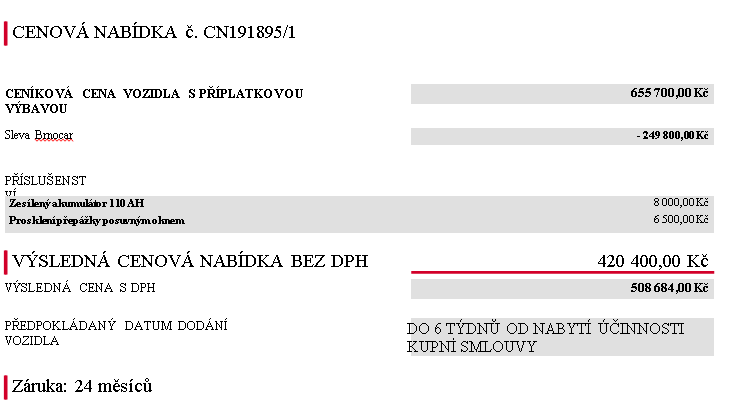 CENOVÁ NABÍDKA č. CN191895/1
CENÍKOVÁ CENA VOZIDLA S PŘÍPLATKOVOU 655 700,00 Kč
VÝBAVOU
Sleva Brnocar - 249 800,00 Kč
PŘÍSLUŠENST
VÍ
Zesílený akumulátor 110 AH 8 000,00 Kč
Prosklení přepážky posuvným oknem 6 500,00 Kč
VÝSLEDNÁ CENOVÁ NABÍDKA BEZ DPH 420 400,00 Kč
VÝSLEDNÁ CENA S DPH 508 684,00 Kč
PŘEDPOKLÁDANÝ DATUM DODÁNÍ
VOZIDLA
DO 6 TÝDNŮ OD NABYTÍ ÚČINNOSTI
KUPNÍ SMLOUVY
Záruka: 24 měsíců